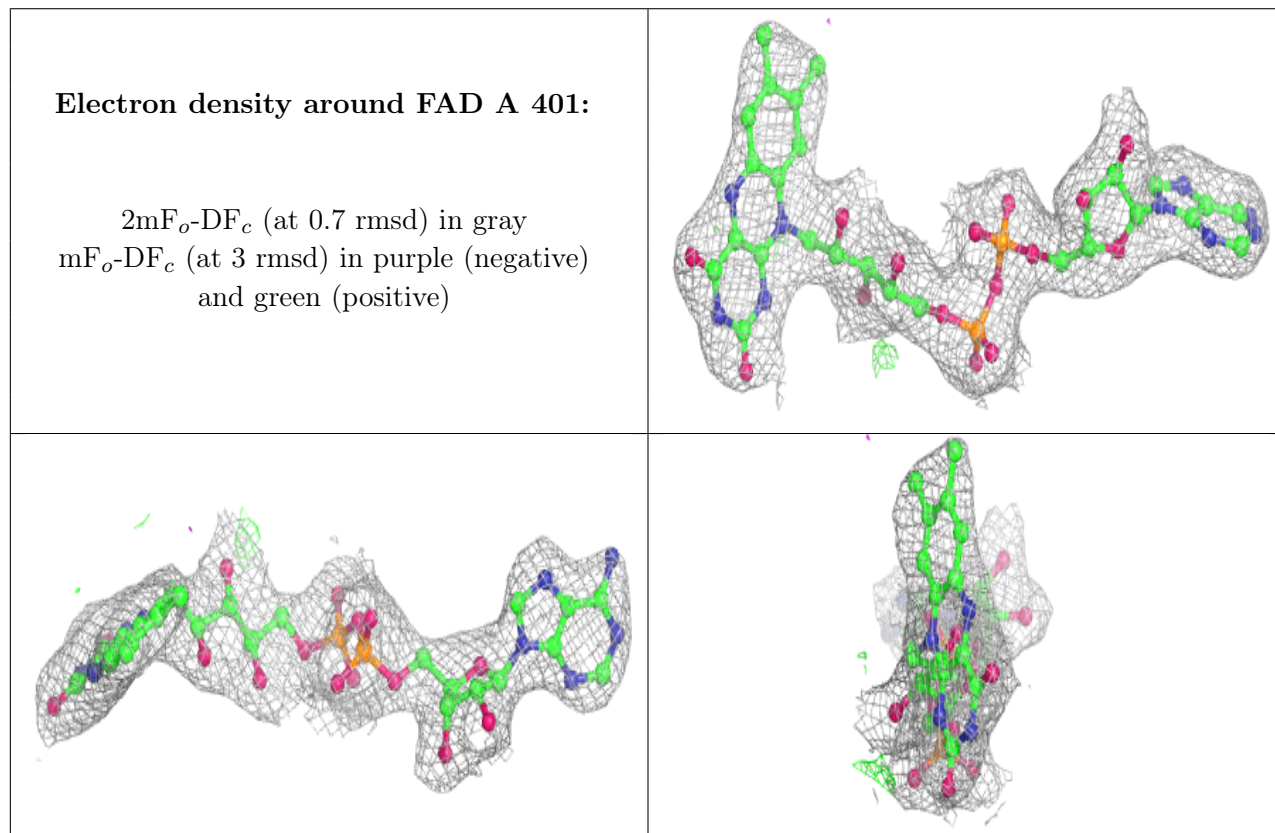 Electron density around FAD A 401:
2mFₒ-DF𝒸 (at 0.7 rmsd) in gray
mFₒ-DF𝒸 (at 3 rmsd) in purple (negative)
and green (positive)